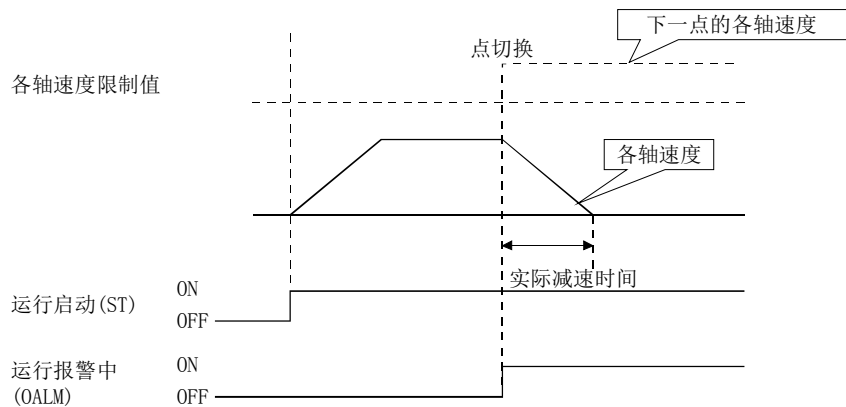 下一点的各轴速度
点切换
各轴速度限制值
各轴速度
实际减速时间
运行启动(ST)
ON
OFF
运行报警中
(OALM)
ON
OFF